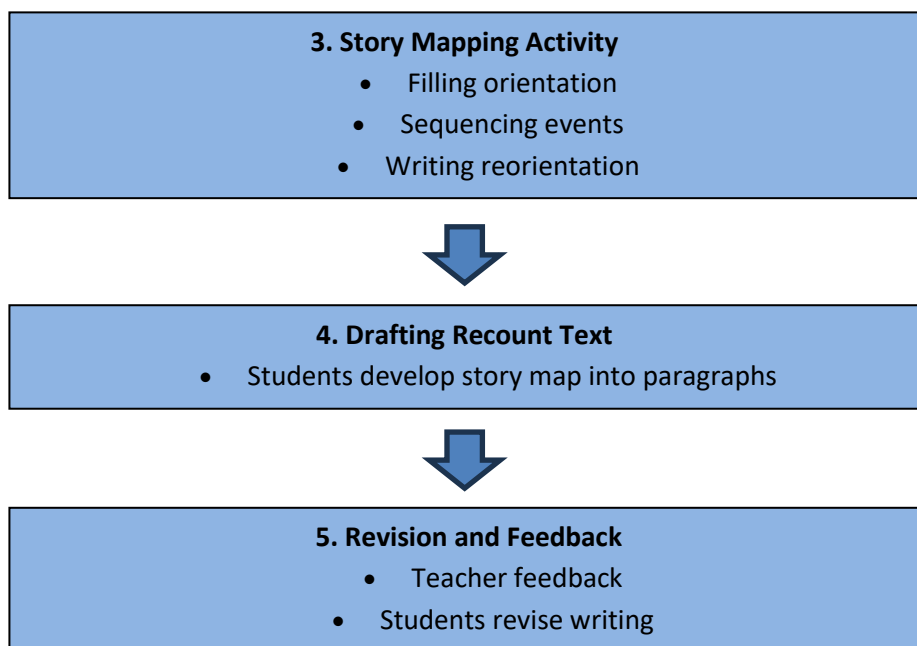 3. Story Mapping Activity
• Filling orientation
• Sequencing events
• Writing reorientation
4. Drafting Recount Text
• Students develop story map into paragraphs
5. Revision and Feedback
• Teacher feedback
• Students revise writing